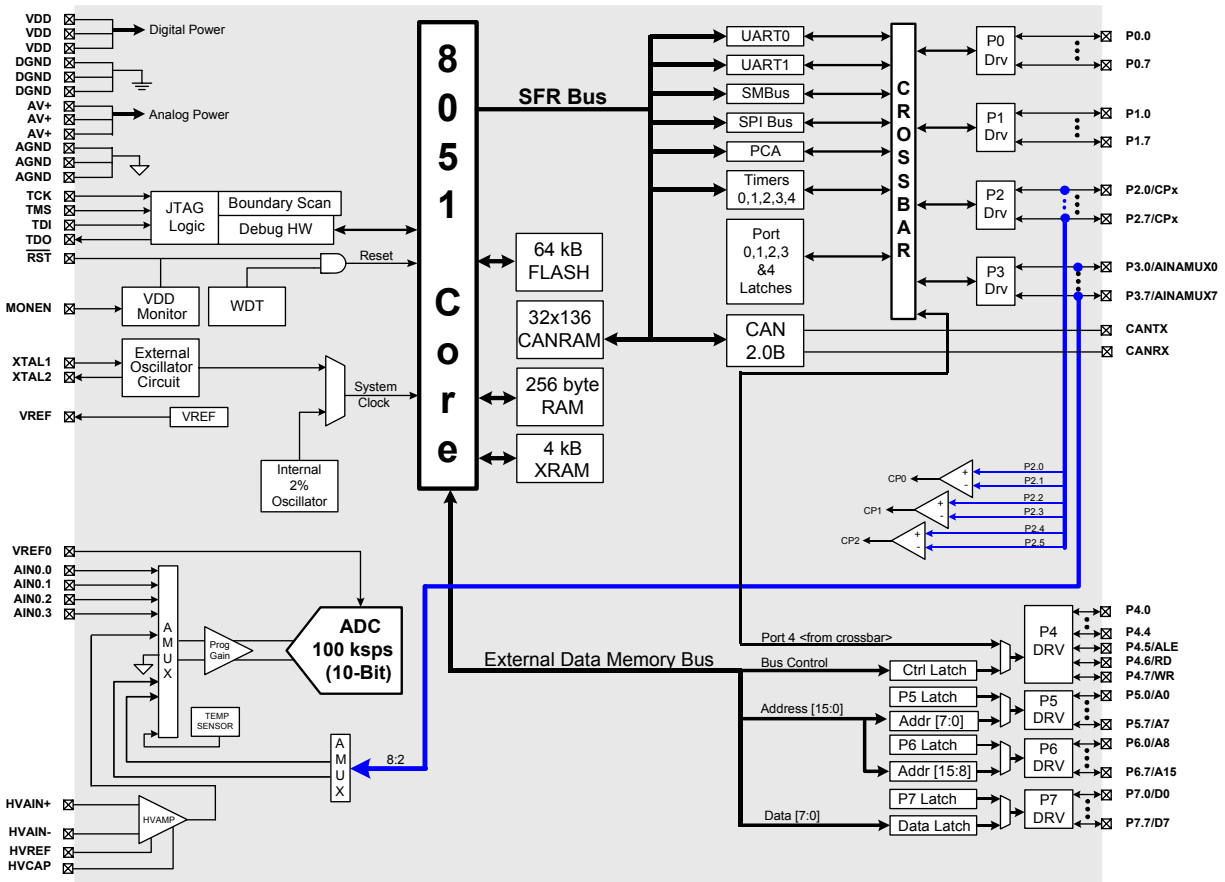 VDD
VDD
VDD
Digital Power
DGND
DGND
DGND
AV+
AV+
AV+
Analog Power
AGND
AGND
AGND
TCK
TMS
TDI
TDO
JTAG
Logic
Boundary Scan
Debug HW
RST
Reset
MONEN
VDD
Monitor
WDT
XTAL1
XTAL2
External
Oscillator
Circuit
System
Clock
VREF
VREF
Internal
2%
Oscillator
8051 Core
64 kB
FLASH
32x136
CANRAM
256 byte
RAM
4 kB
XRAM
SFR Bus
UART0
UART1
SMBus
SPI Bus
PCA
Timers
0,1,2,3,4
Port
0,1,2,3
&4
Latches
CAN
2.0B
CROSSBAR
P0
Drv
P1
Drv
P2
Drv
P3
Drv
P0.0
P0.7
P1.0
P1.7
P2.0/CPx
P2.7/CPx
P3.0/AINAMUX0
P3.7/AINAMUX7
CANTX
CANRX
CP0
+
-
P2.0
P2.1
CP1
+
-
P2.2
P2.3
CP2
+
-
P2.4
P2.5
VREF0
AIN0.0
AIN0.1
AIN0.2
AIN0.3
AMUX
Prog
Gain
ADC
100 ksps
(10-Bit)
TEMP
SENSOR
AMUX
8:2
HVAIN+
HVAIN-
HVREF
HVCAP
HVAMP
External Data Memory Bus
Port 4 <from crossbar>
Bus Control
Ctrl Latch
Address [15:0]
P5 Latch
Addr [7:0]
P6 Latch
Addr [15:8]
Data [7:0]
P7 Latch
Data Latch
P4
DRV
P5
DRV
P6
DRV
P7
DRV
P4.0
P4.4
P4.5/ALE
P4.6/RD
P4.7/WR
P5.0/A0
P5.7/A7
P6.0/A8
P6.7/A15
P7.0/D0
P7.7/D7